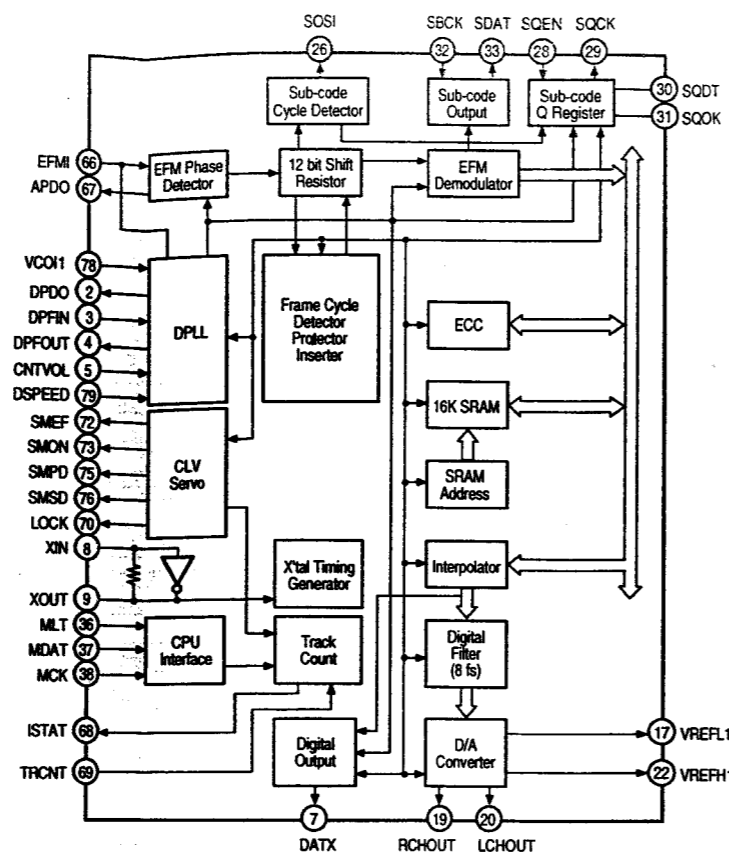 SOSI SBCK SDAT SQEN SQCK
26 32 33 28 29
30 SQDT
31 SQOK
Sub-code
Cycle Detector
Sub-code
Output
Sub-code
Q Register
EFMI 66
APDO 67
EFM Phase
Detector
12 bit Shift
Resistor
EFM
Demodulator
VCOI1 78
DPDO 2
DPFIN 3
DPFOUT 4
CNTVOL 5
DSPEED 79
DPLL
Frame Cycle
Detector
Protector
Inserter
ECC
16K SRAM
SRAM
Address
SMEF 72
SMON 73
SMPD 75
SMSD 76
LOCK 70
CLV
Servo
XIN 8
XOUT 9
X'tal Timing
Generator
Interpolator
MLT 36
MDAT 37
MCK 38
CPU
Interface
Track
Count
Digital
Filter
(8 fs)
ISTAT 68
TRCNT 69
Digital
Output
D/A
Converter
17 VREFL1
22 VREFH1
7 19 20
DATX RCHOUT LCHOUT